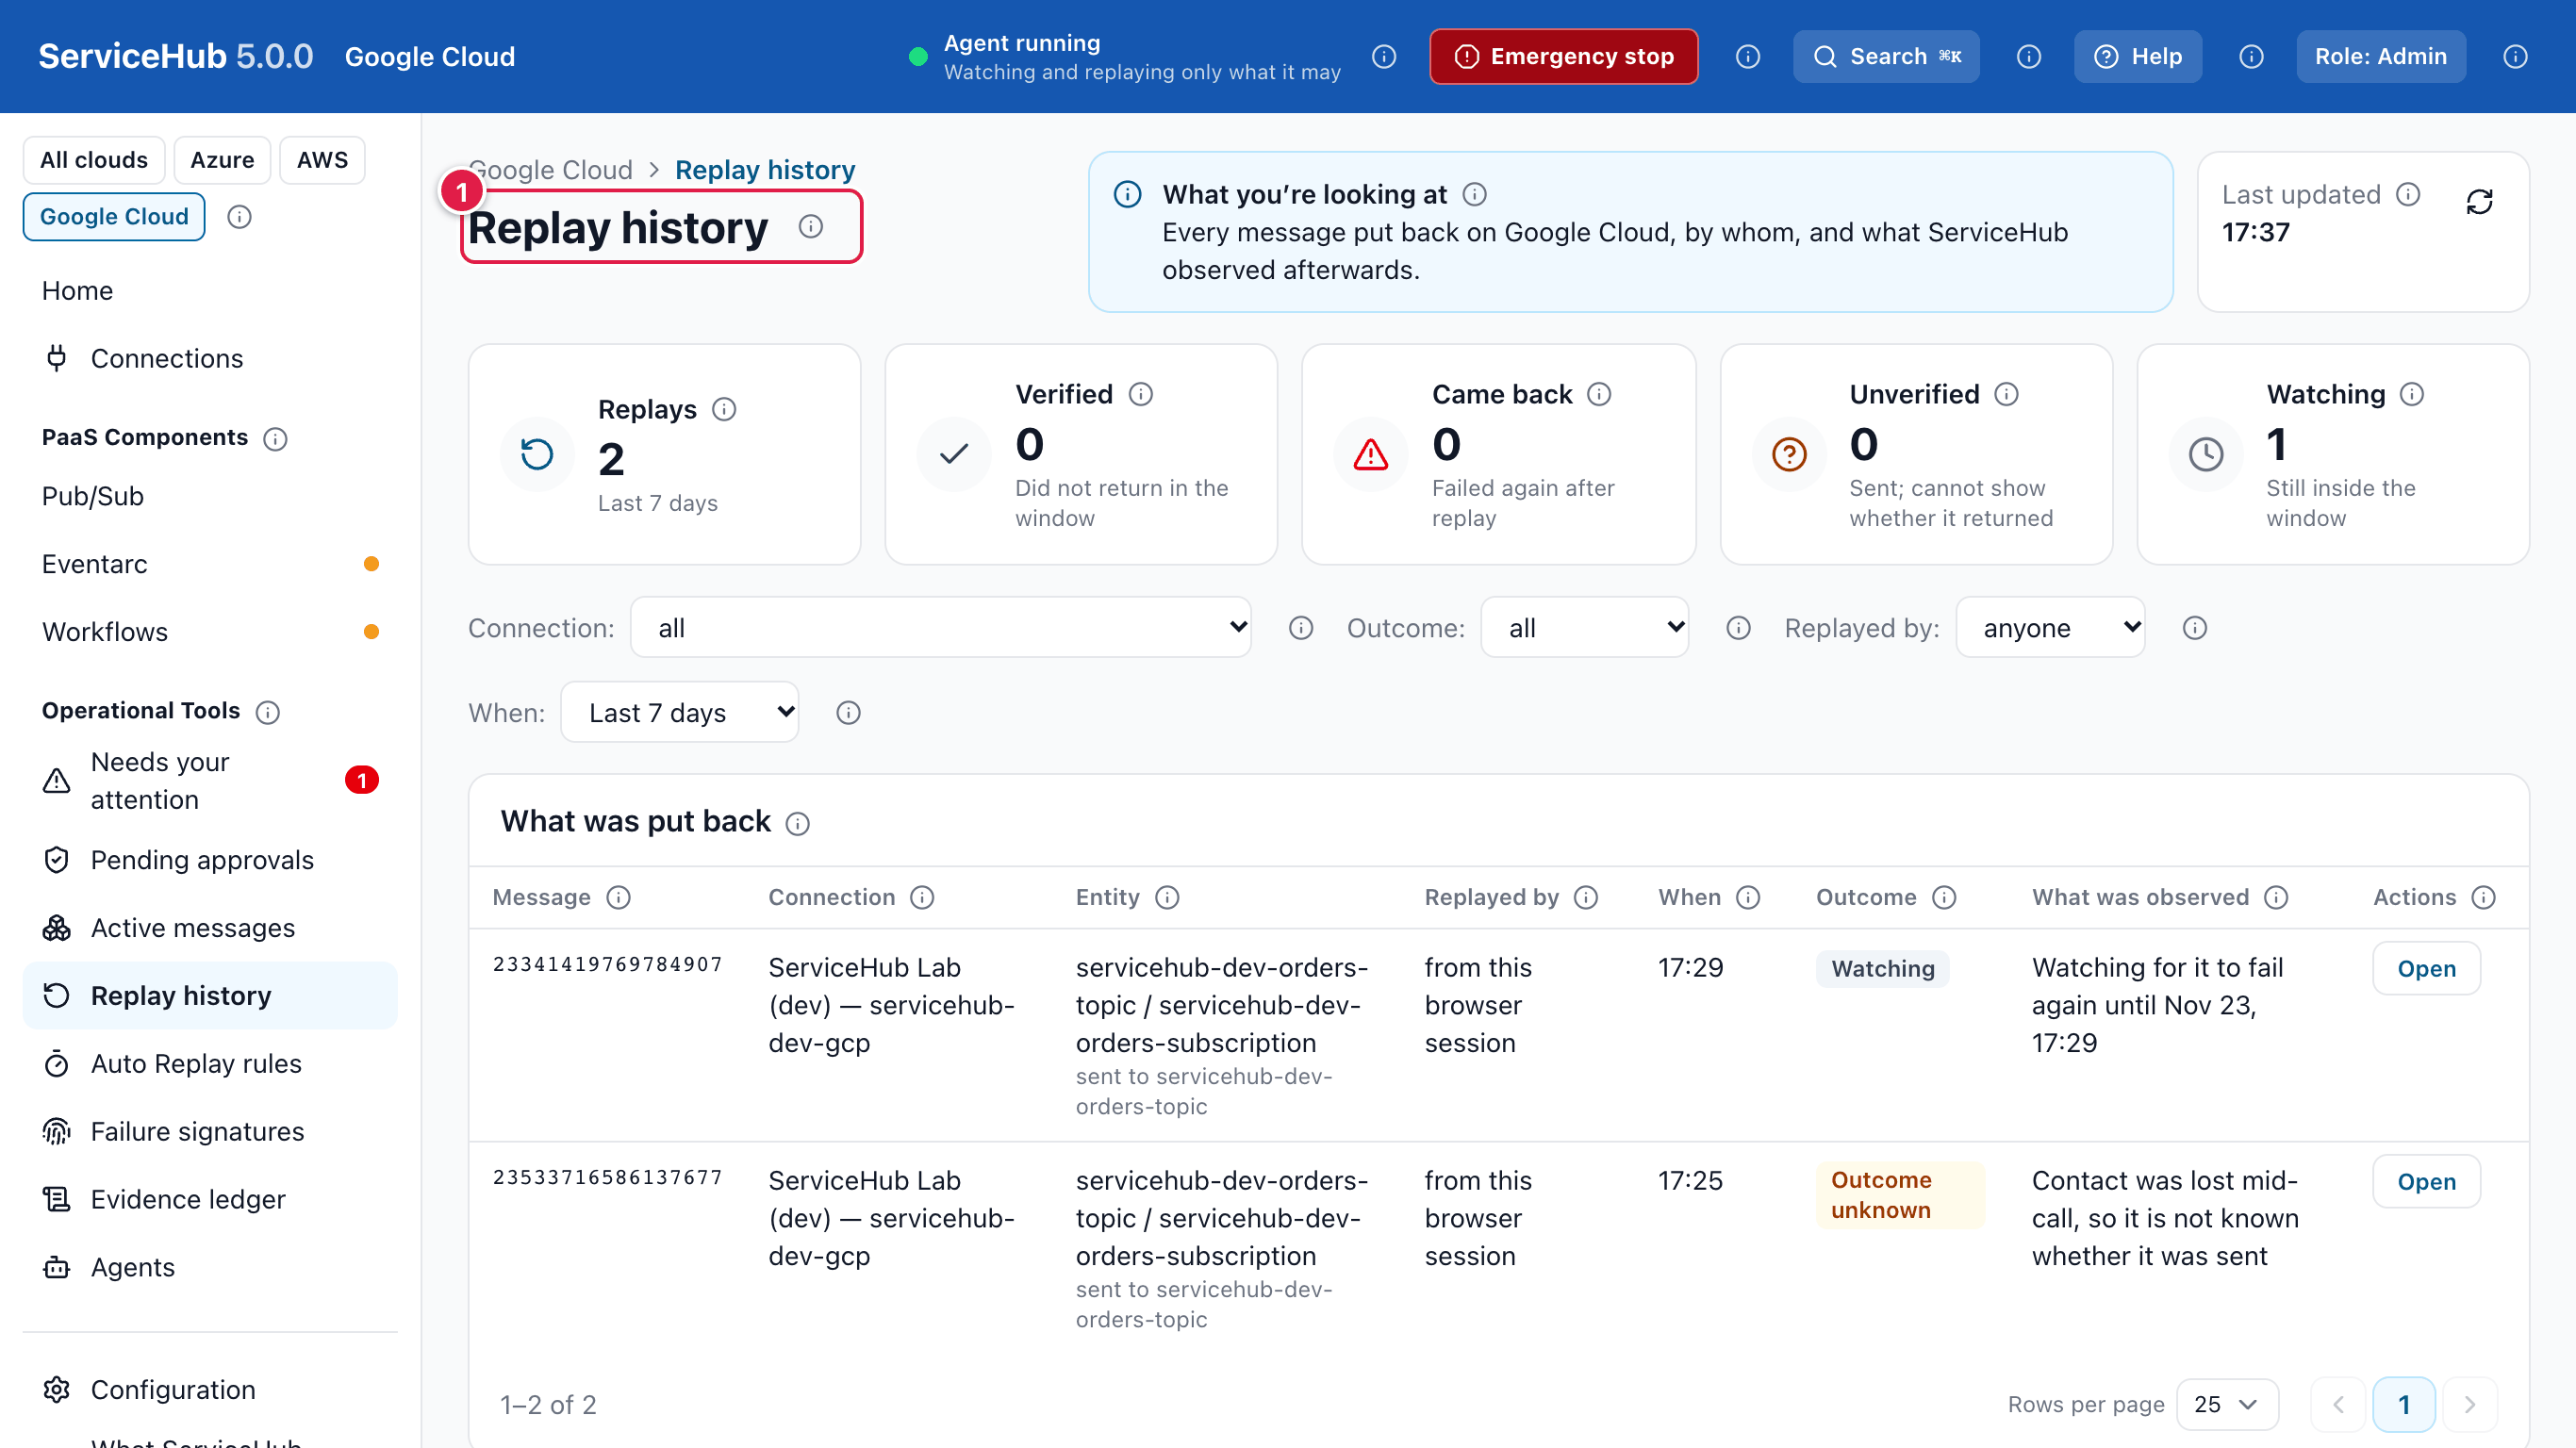 ServiceHub 5.0.0 Google Cloud
Agent running
Watching and replaying only what it may
Emergency stop
Search ⌘K
Help
Role: Admin
All clouds
Azure
AWS
Google Cloud
Home
Connections
PaaS Components
Pub/Sub
Eventarc
Workflows
Operational Tools
Needs your
attention
1
Pending approvals
Active messages
Replay history
Auto Replay rules
Failure signatures
Evidence ledger
Agents
Configuration
What ServiceHub
Google Cloud > Replay history
1
Replay history
What you’re looking at
Every message put back on Google Cloud, by whom, and what ServiceHub
observed afterwards.
Last updated
17:37
Replays
2
Last 7 days
Verified
0
Did not return in the
window
Came back
0
Failed again after
replay
Unverified
0
Sent; cannot show
whether it returned
Watching
1
Still inside the
window
Connection: all
Outcome: all
Replayed by: anyone
When: Last 7 days
What was put back
Message Connection Entity Replayed by When Outcome What was observed Actions
23341419769784907
ServiceHub Lab
(dev) — servicehub-
dev-gcp
servicehub-dev-orders-
topic / servicehub-dev-
orders-subscription
sent to servicehub-dev-
orders-topic
from this
browser
session
17:29
Watching
Watching for it to fail
again until Nov 23,
17:29
Open
23533716586137677
ServiceHub Lab
(dev) — servicehub-
dev-gcp
servicehub-dev-orders-
topic / servicehub-dev-
orders-subscription
sent to servicehub-dev-
orders-topic
from this
browser
session
17:25
Outcome
unknown
Contact was lost mid-
call, so it is not known
whether it was sent
Open
1–2 of 2
Rows per page 25
1